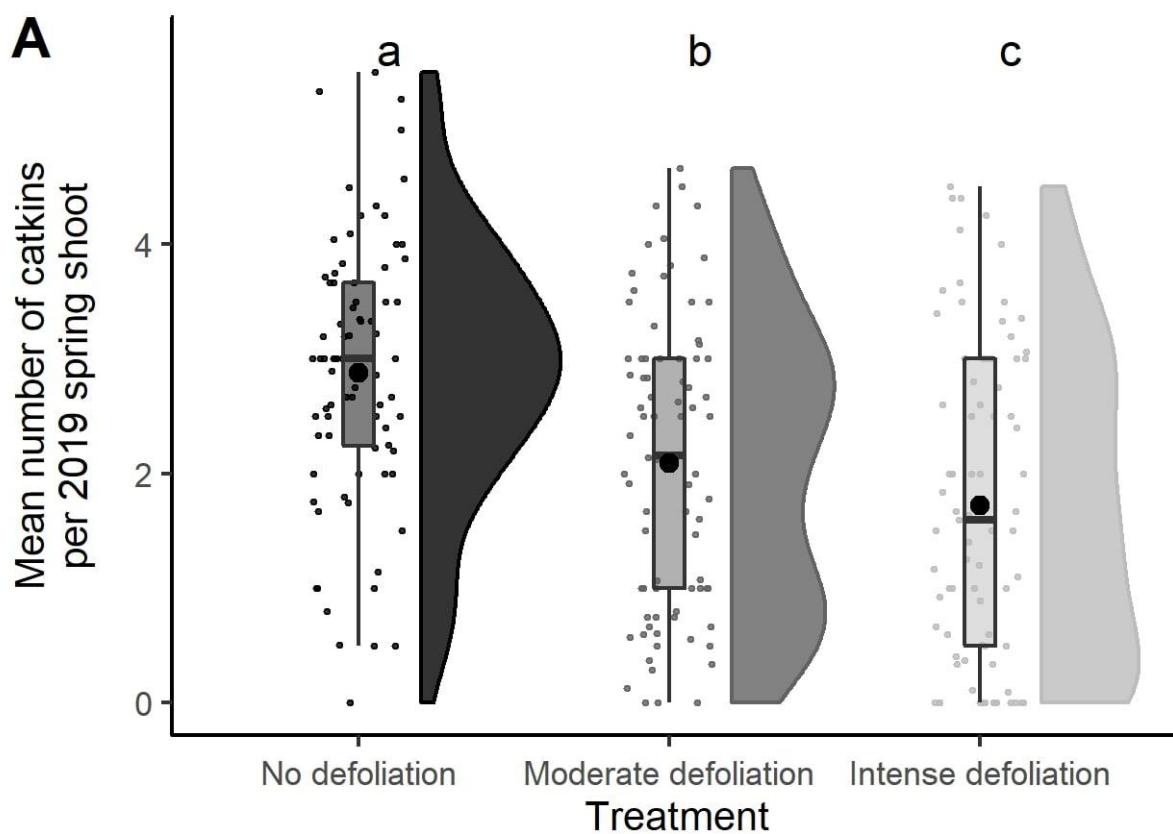 A
a b c
Mean number of catkins
per 2019 spring shoot
4
2
0
No defoliation Moderate defoliation Intense defoliation
Treatment